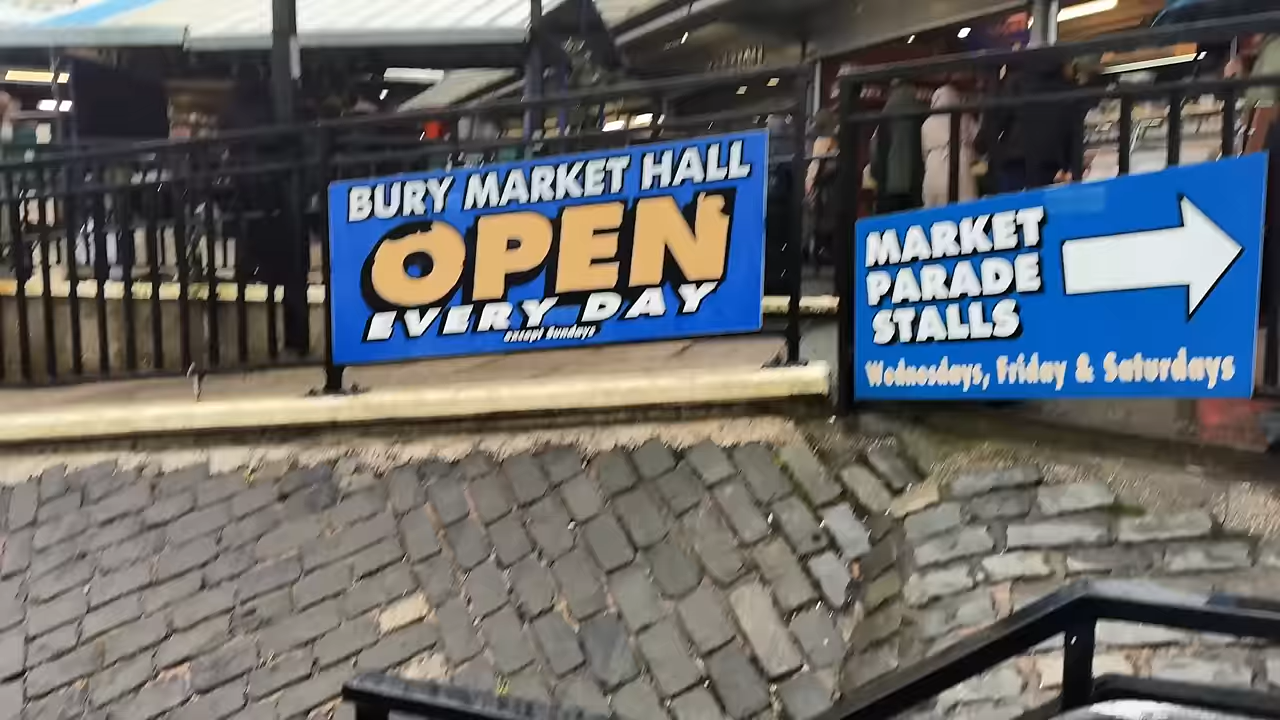 BURY MARKET HALL
OPEN
EVERY DAY
except Sundays
MARKET
PARADE
STALLS
Wednesdays, Friday & Saturdays